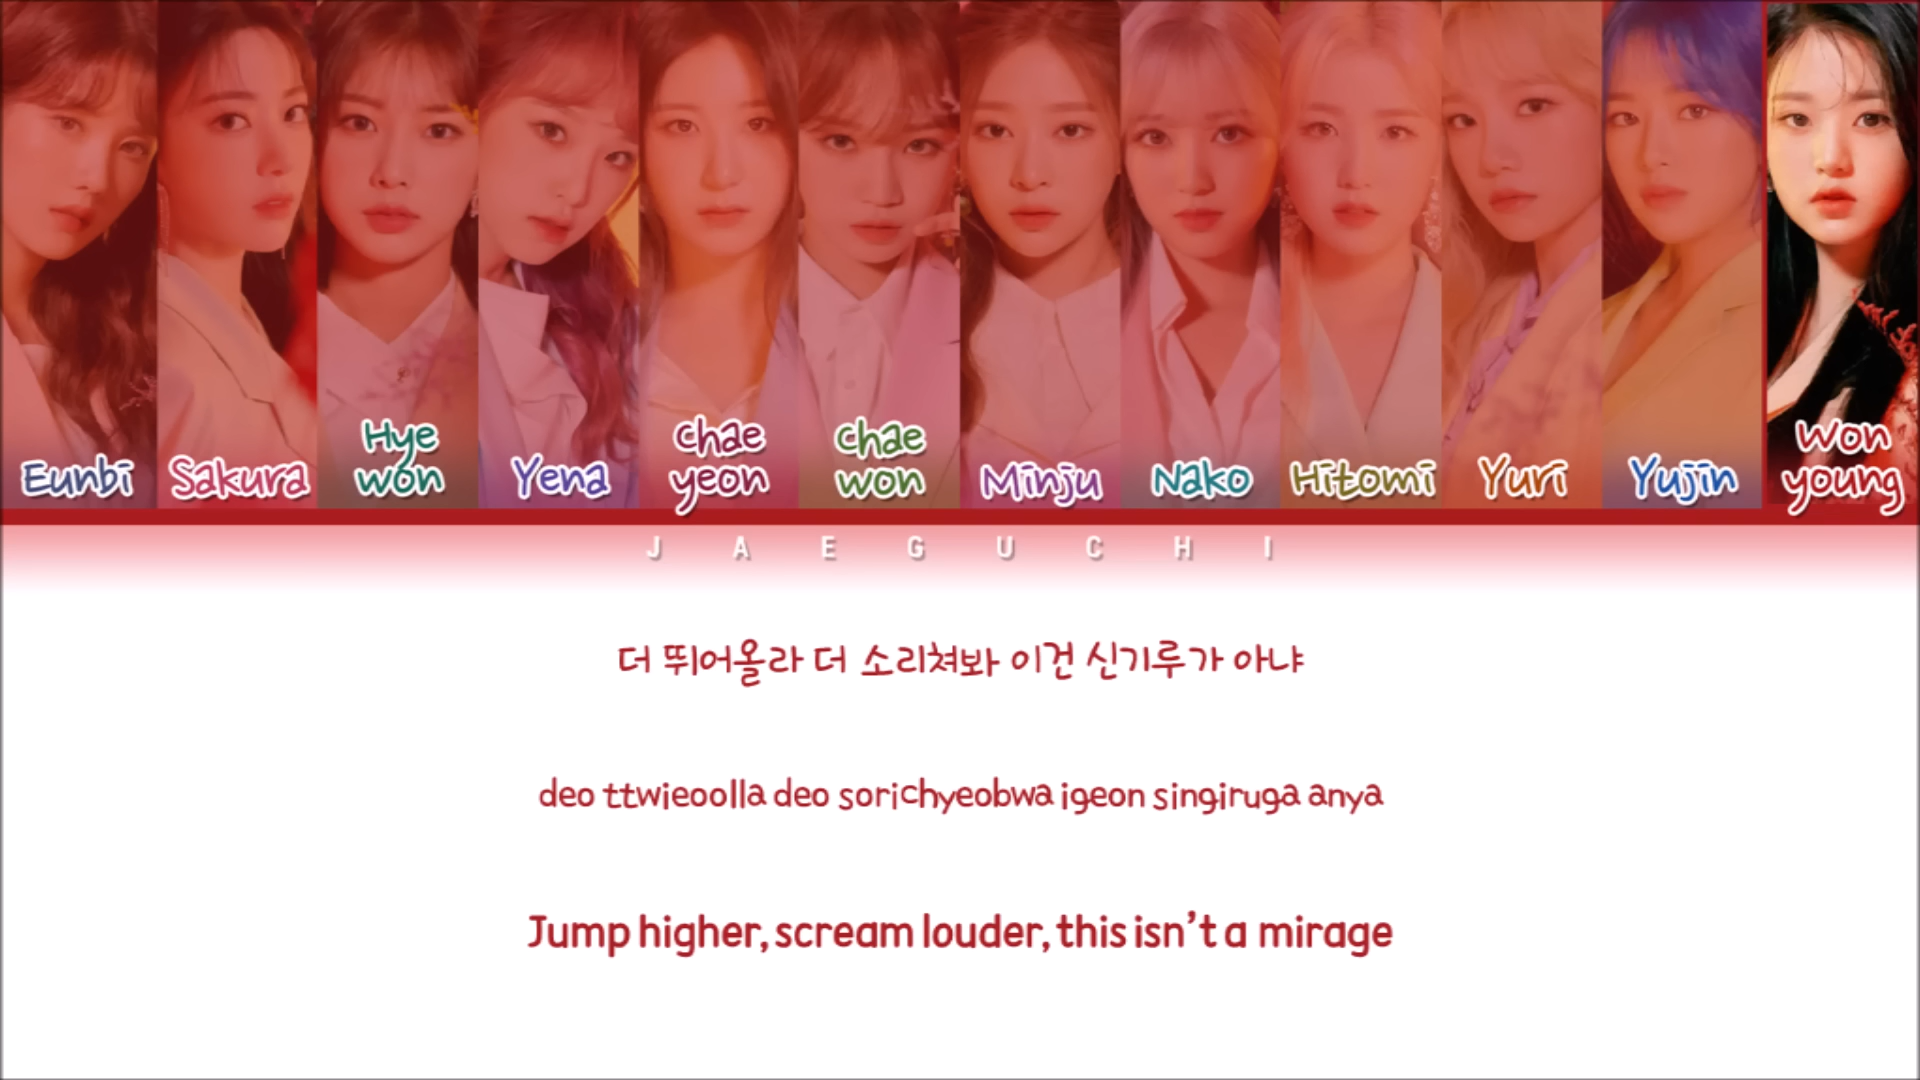 Eunbi
Sakura
Hye
won
Yena
chae
yeon
chae
won
Minju
Nako
Hitomi
Yuri
Yujin
Won
young
JAEGUCHI
더 뛰어올라 더 소리쳐봐 이건 신기루가 아냐
deo ttwieoolla deo sorichyeobwa igeon singiruga anya
Jump higher, scream louder, this isn't a mirage